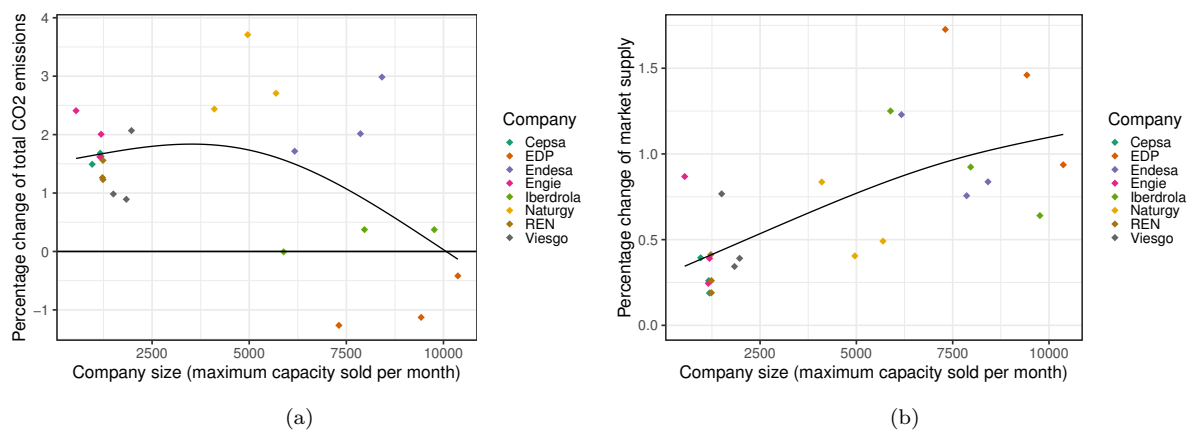 Percentage change of total CO2 emissions
4
3
2
1
0
−1
2500 5000 7500 10000
Company size (maximum capacity sold per month)
Company
Cepsa
EDP
Endesa
Engie
Iberdrola
Naturgy
REN
Viesgo
(a)
Percentage change of market supply
1.5
1.0
0.5
0.0
2500 5000 7500 10000
Company size (maximum capacity sold per month)
Company
Cepsa
EDP
Endesa
Engie
Iberdrola
Naturgy
REN
Viesgo
(b)